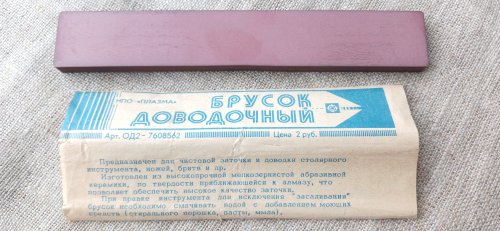 НПО «ПЛАЗМА»
БРУСОК
ДОВОДОЧНЫЙ
Арт. ОД2-7608562 Цена 2 руб.
Предназначен для чистовой заточки и доводки столярного
инструмента, ножей, бритв и др.
Изготовлен из высокопрочной мелкозернистой абразивной
керамики, по твердости приближающейся к алмазу, что
позволяет обеспечить высокое качество заточки.
При правке инструмента для исключения "засаливания"
брусок необходимо смачивать водой с добавлением моющих
средств (стирального порошка, пасты, мыла).